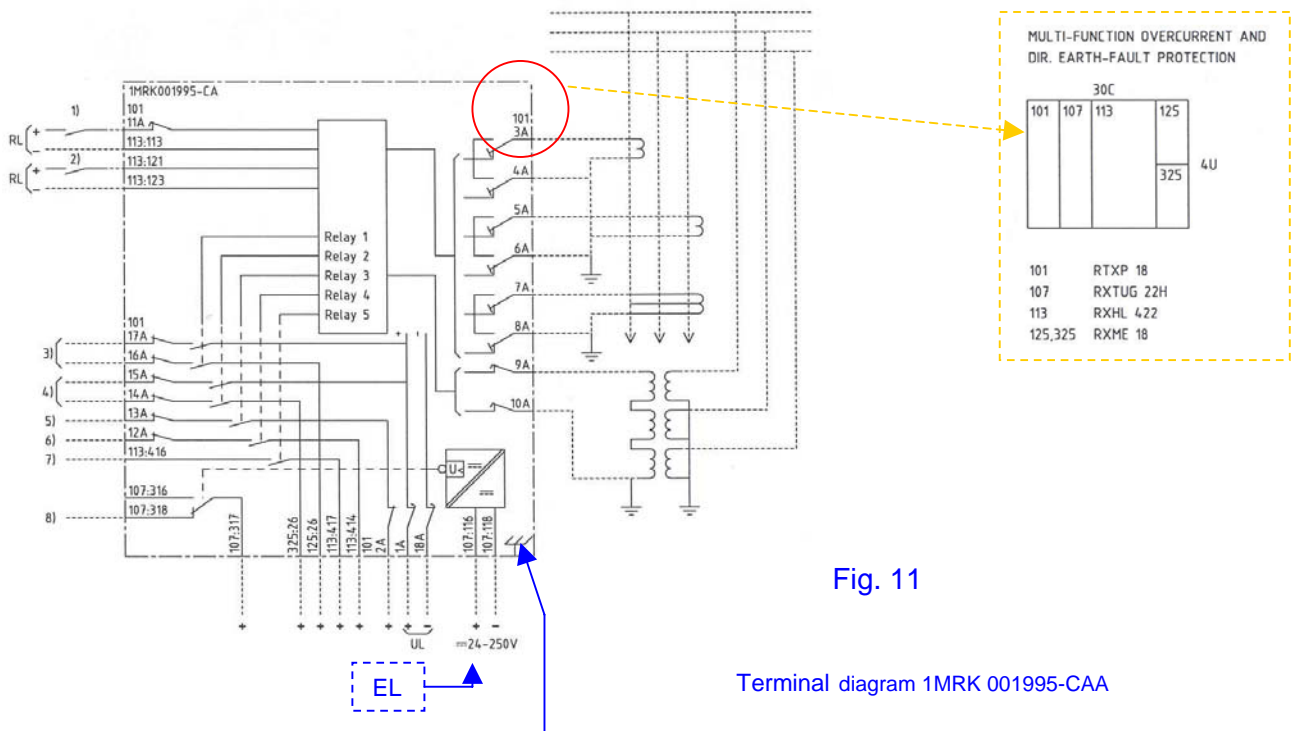 MULTI-FUNCTION OVERCURRENT AND
DIR. EARTH-FAULT PROTECTION
30C
101 107 113 125
325
4U
101 RTXP 18
107 RXTUG 22H
113 RXHL 422
125,325 RXME 18
1MRK001995-CA
1)
101
11A
RL + −
113:113
2)
113:121
RL + −
113:123
101
3A
4A
5A
6A
7A
8A
9A
10A
Relay 1
Relay 2
Relay 3
Relay 4
Relay 5
+ −
101
17A
3)
16A
15A
4)
14A
5) 13A
6) 12A
7) 113:416
107:316
8) 107:318
U<
107:317
325:26
125:26
113:417
113:414
101
2A
1A
18A
107:116
107:118
+ + + + + + + − + −
UL
24-250V
EL
Fig. 11
Terminal diagram 1MRK 001995-CAA